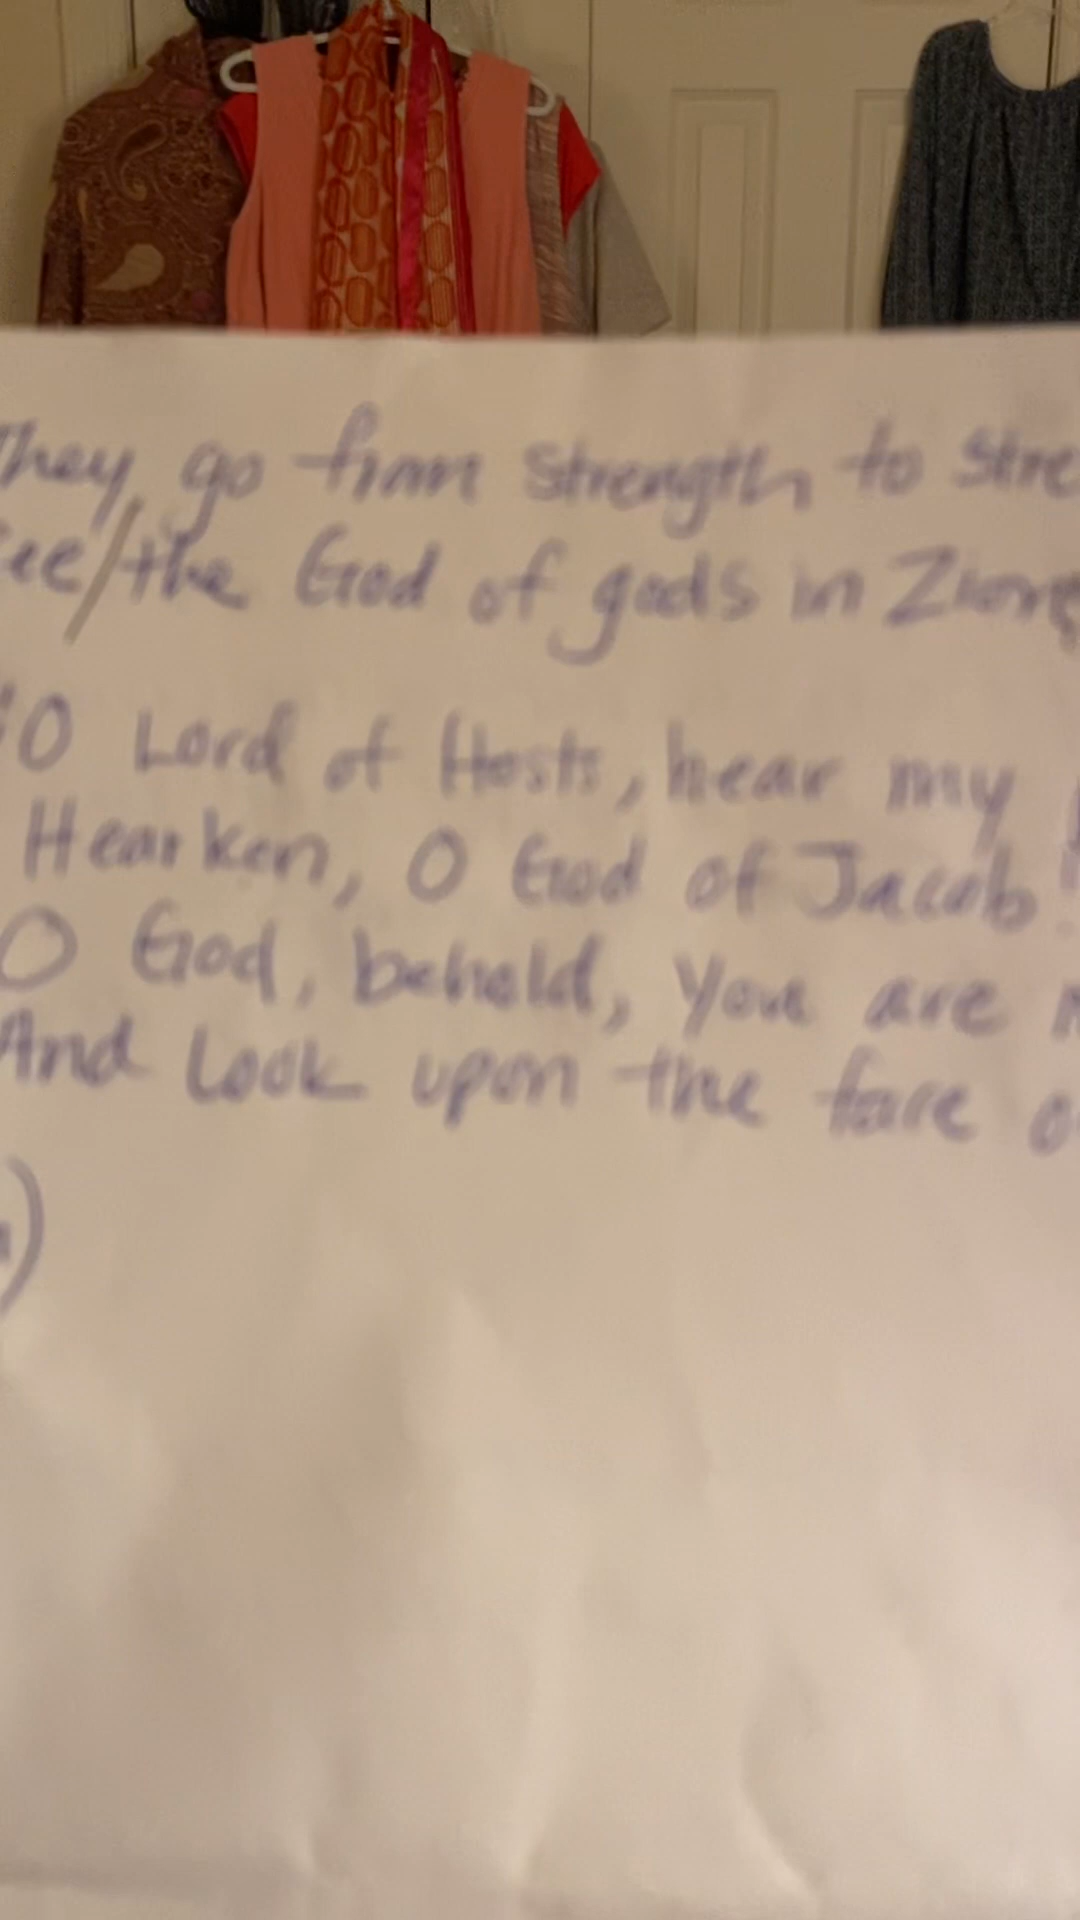 They go from strength to stre
ee/the God of gods in Zion
O Lord of Hosts, hear my
Hearken, O God of Jacob!
O God, behold, You are
And Look upon the face o
)